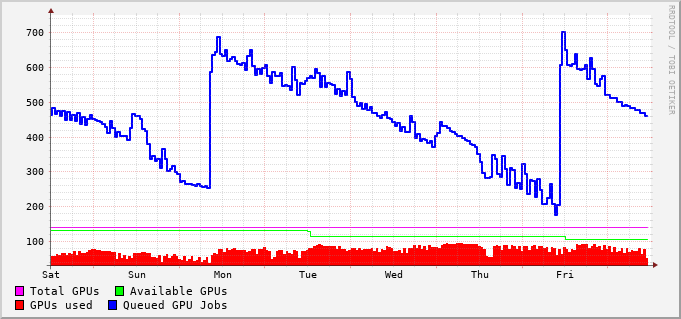 700
600
500
400
300
200
100
Sat Sun Mon Tue Wed Thu Fri
Total GPUs Available GPUs
GPUs used Queued GPU Jobs
RRDTOOL / TOBI OETIKER